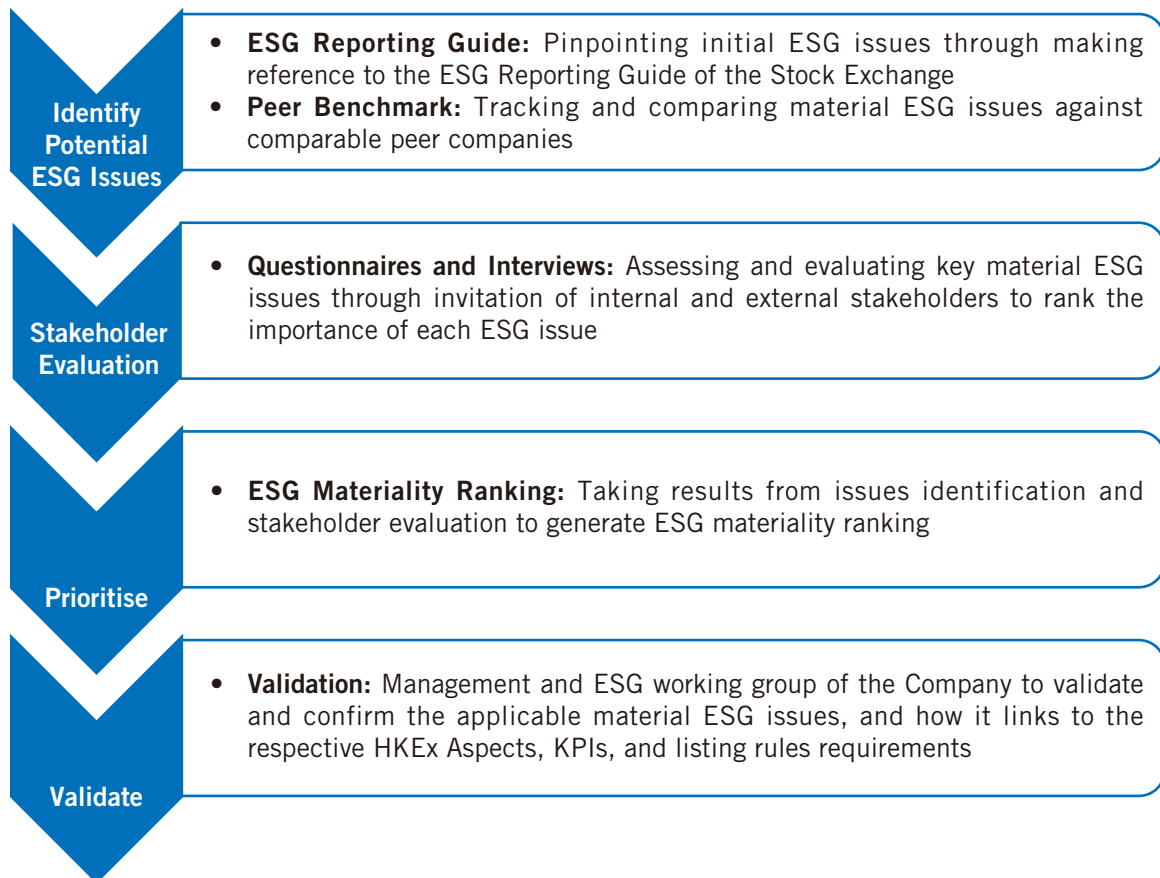 Identify
Potential
ESG Issues
• ESG Reporting Guide: Pinpointing initial ESG issues through making
reference to the ESG Reporting Guide of the Stock Exchange
• Peer Benchmark: Tracking and comparing material ESG issues against
comparable peer companies
Stakeholder
Evaluation
• Questionnaires and Interviews: Assessing and evaluating key material ESG
issues through invitation of internal and external stakeholders to rank the
importance of each ESG issue
Prioritise
• ESG Materiality Ranking: Taking results from issues identification and
stakeholder evaluation to generate ESG materiality ranking
Validate
• Validation: Management and ESG working group of the Company to validate
and confirm the applicable material ESG issues, and how it links to the
respective HKEx Aspects, KPIs, and listing rules requirements